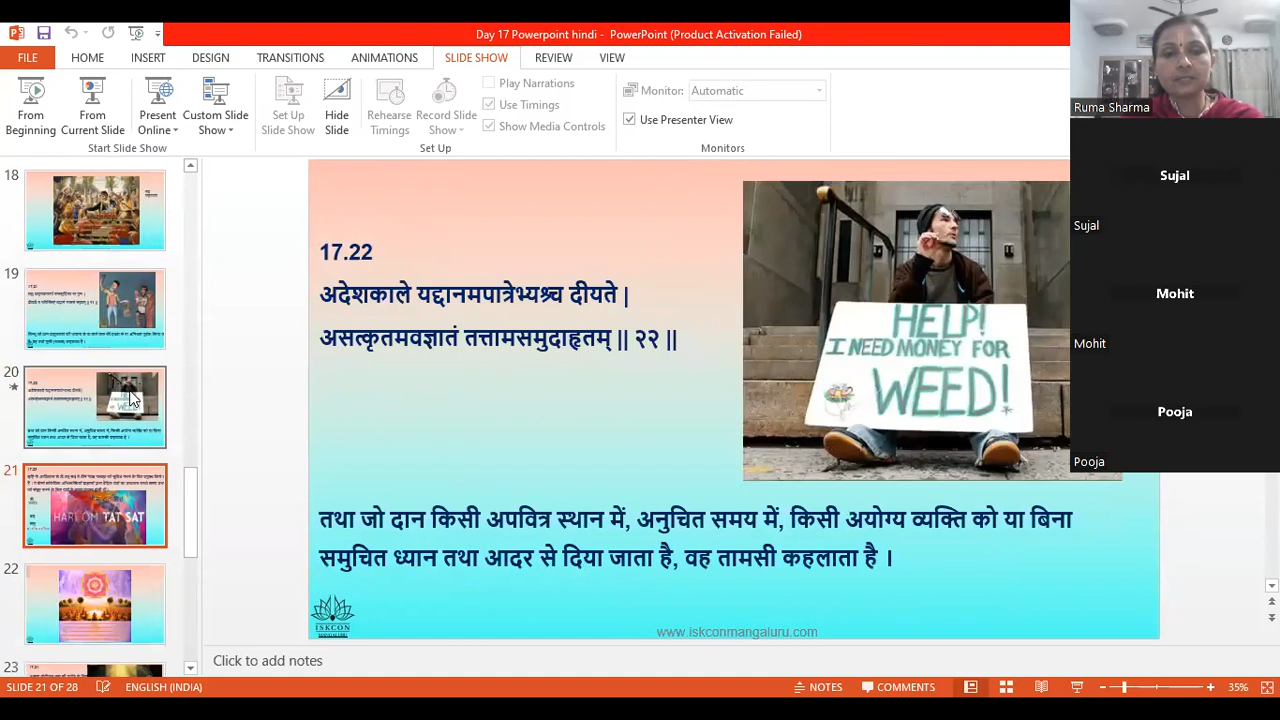 Day 17 Powerpoint hindi - PowerPoint (Product Activation Failed)
FILE HOME INSERT DESIGN TRANSITIONS ANIMATIONS SLIDE SHOW REVIEW VIEW
From Beginning
From Current Slide
Present Online
Custom Slide Show
Start Slide Show
Set Up Slide Show
Hide Slide
Rehearse Timings
Record Slide Show
Play Narrations
Use Timings
Show Media Controls
Set Up
Monitor: Automatic
Use Presenter View
Monitors
Ruma Sharma
Sujal
Sujal
Mohit
Mohit
Pooja
Pooja
18
19
20
21
HARI OM TAT SAT
22
23
17.22
अदेशकाले यद्दानमपात्रेभ्यश्र्च दीयते |
असत्कृतमवज्ञातं तत्तामसमुदाहृतम् || २२ ||
HELP!
I NEED MONEY FOR
WEED!
तथा जो दान किसी अपवित्र स्थान में, अनुचित समय में, किसी अयोग्य व्यक्ति को या बिना
समुचित ध्यान तथा आदर से दिया जाता है, वह तामसी कहलाता है ।
ISKCON
MANGALURU
www.iskconmangaluru.com
Click to add notes
SLIDE 21 OF 28 ENGLISH (INDIA) NOTES COMMENTS 35%